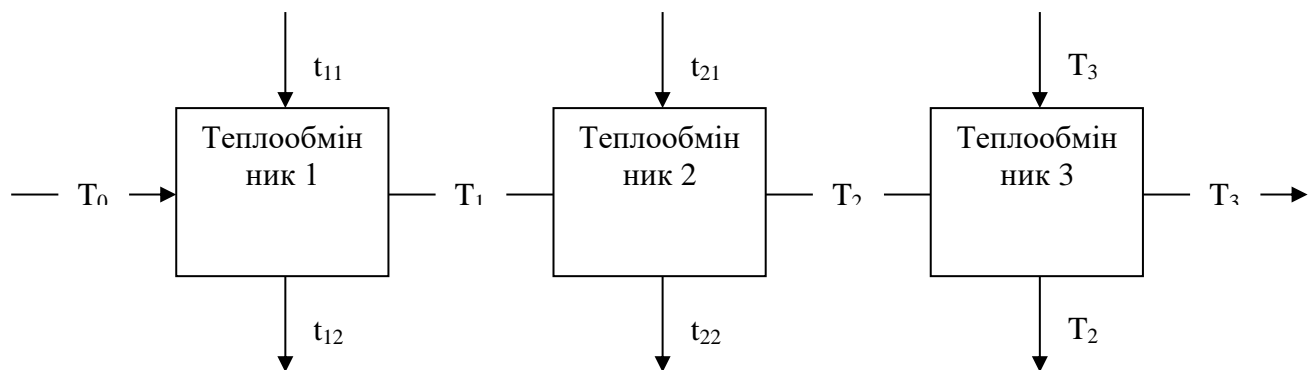 t₁₁
t₂₁
T₃
Теплообмін
ник 1
Теплообмін
ник 2
Теплообмін
ник 3
T₀
T₁
T₂
T₃
t₁₂
t₂₂
T₂